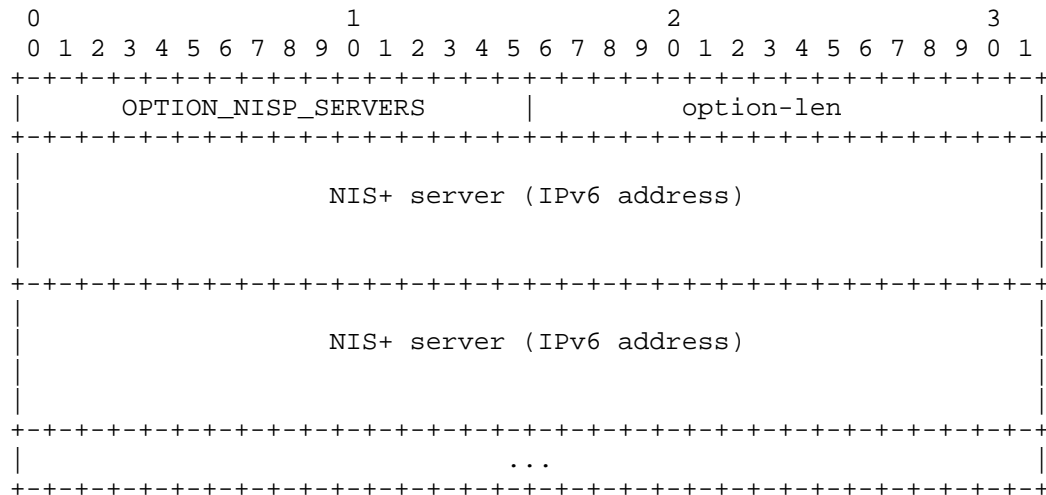 0                   1                   2                   3
 0 1 2 3 4 5 6 7 8 9 0 1 2 3 4 5 6 7 8 9 0 1 2 3 4 5 6 7 8 9 0 1
+-+-+-+-+-+-+-+-+-+-+-+-+-+-+-+-+-+-+-+-+-+-+-+-+-+-+-+-+-+-+-+-+
|      OPTION_NISP_SERVERS      |         option-len            |
+-+-+-+-+-+-+-+-+-+-+-+-+-+-+-+-+-+-+-+-+-+-+-+-+-+-+-+-+-+-+-+-+
|                                                               |
|                   NIS+ server (IPv6 address)                  |
|                                                               |
|                                                               |
+-+-+-+-+-+-+-+-+-+-+-+-+-+-+-+-+-+-+-+-+-+-+-+-+-+-+-+-+-+-+-+-+
|                                                               |
|                   NIS+ server (IPv6 address)                  |
|                                                               |
|                                                               |
+-+-+-+-+-+-+-+-+-+-+-+-+-+-+-+-+-+-+-+-+-+-+-+-+-+-+-+-+-+-+-+-+
|                              ...                              |
+-+-+-+-+-+-+-+-+-+-+-+-+-+-+-+-+-+-+-+-+-+-+-+-+-+-+-+-+-+-+-+-+